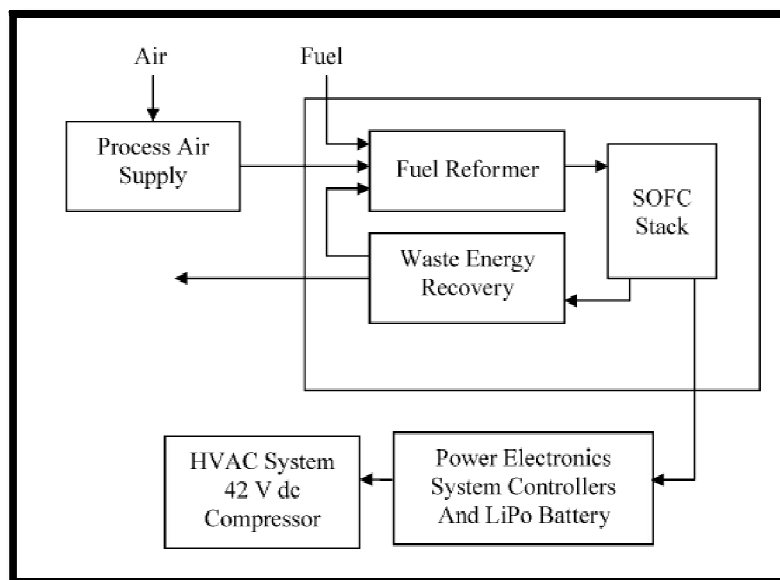 Air
Fuel
Process Air
Supply
Fuel Reformer
SOFC
Stack
Waste Energy
Recovery
HVAC System
42 V dc
Compressor
Power Electronics
System Controllers
And LiPo Battery